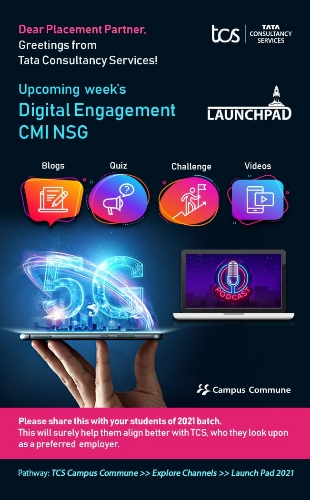 Dear Placement Partner,
Greetings from
Tata Consultancy Services!
tcs
TATA
CONSULTANCY
SERVICES
Upcoming week's
Digital Engagement
CMI NSG
LAUNCHPAD
Blogs
Quiz
Challenge
Videos
5G
PODCAST
Campus Commune
Please share this with your students of 2021 batch.
This will surely help them align better with TCS, who they look upon
as a preferred employer.
Pathway: TCS Campus Commune >> Explore Channels >> Launch Pad 2021